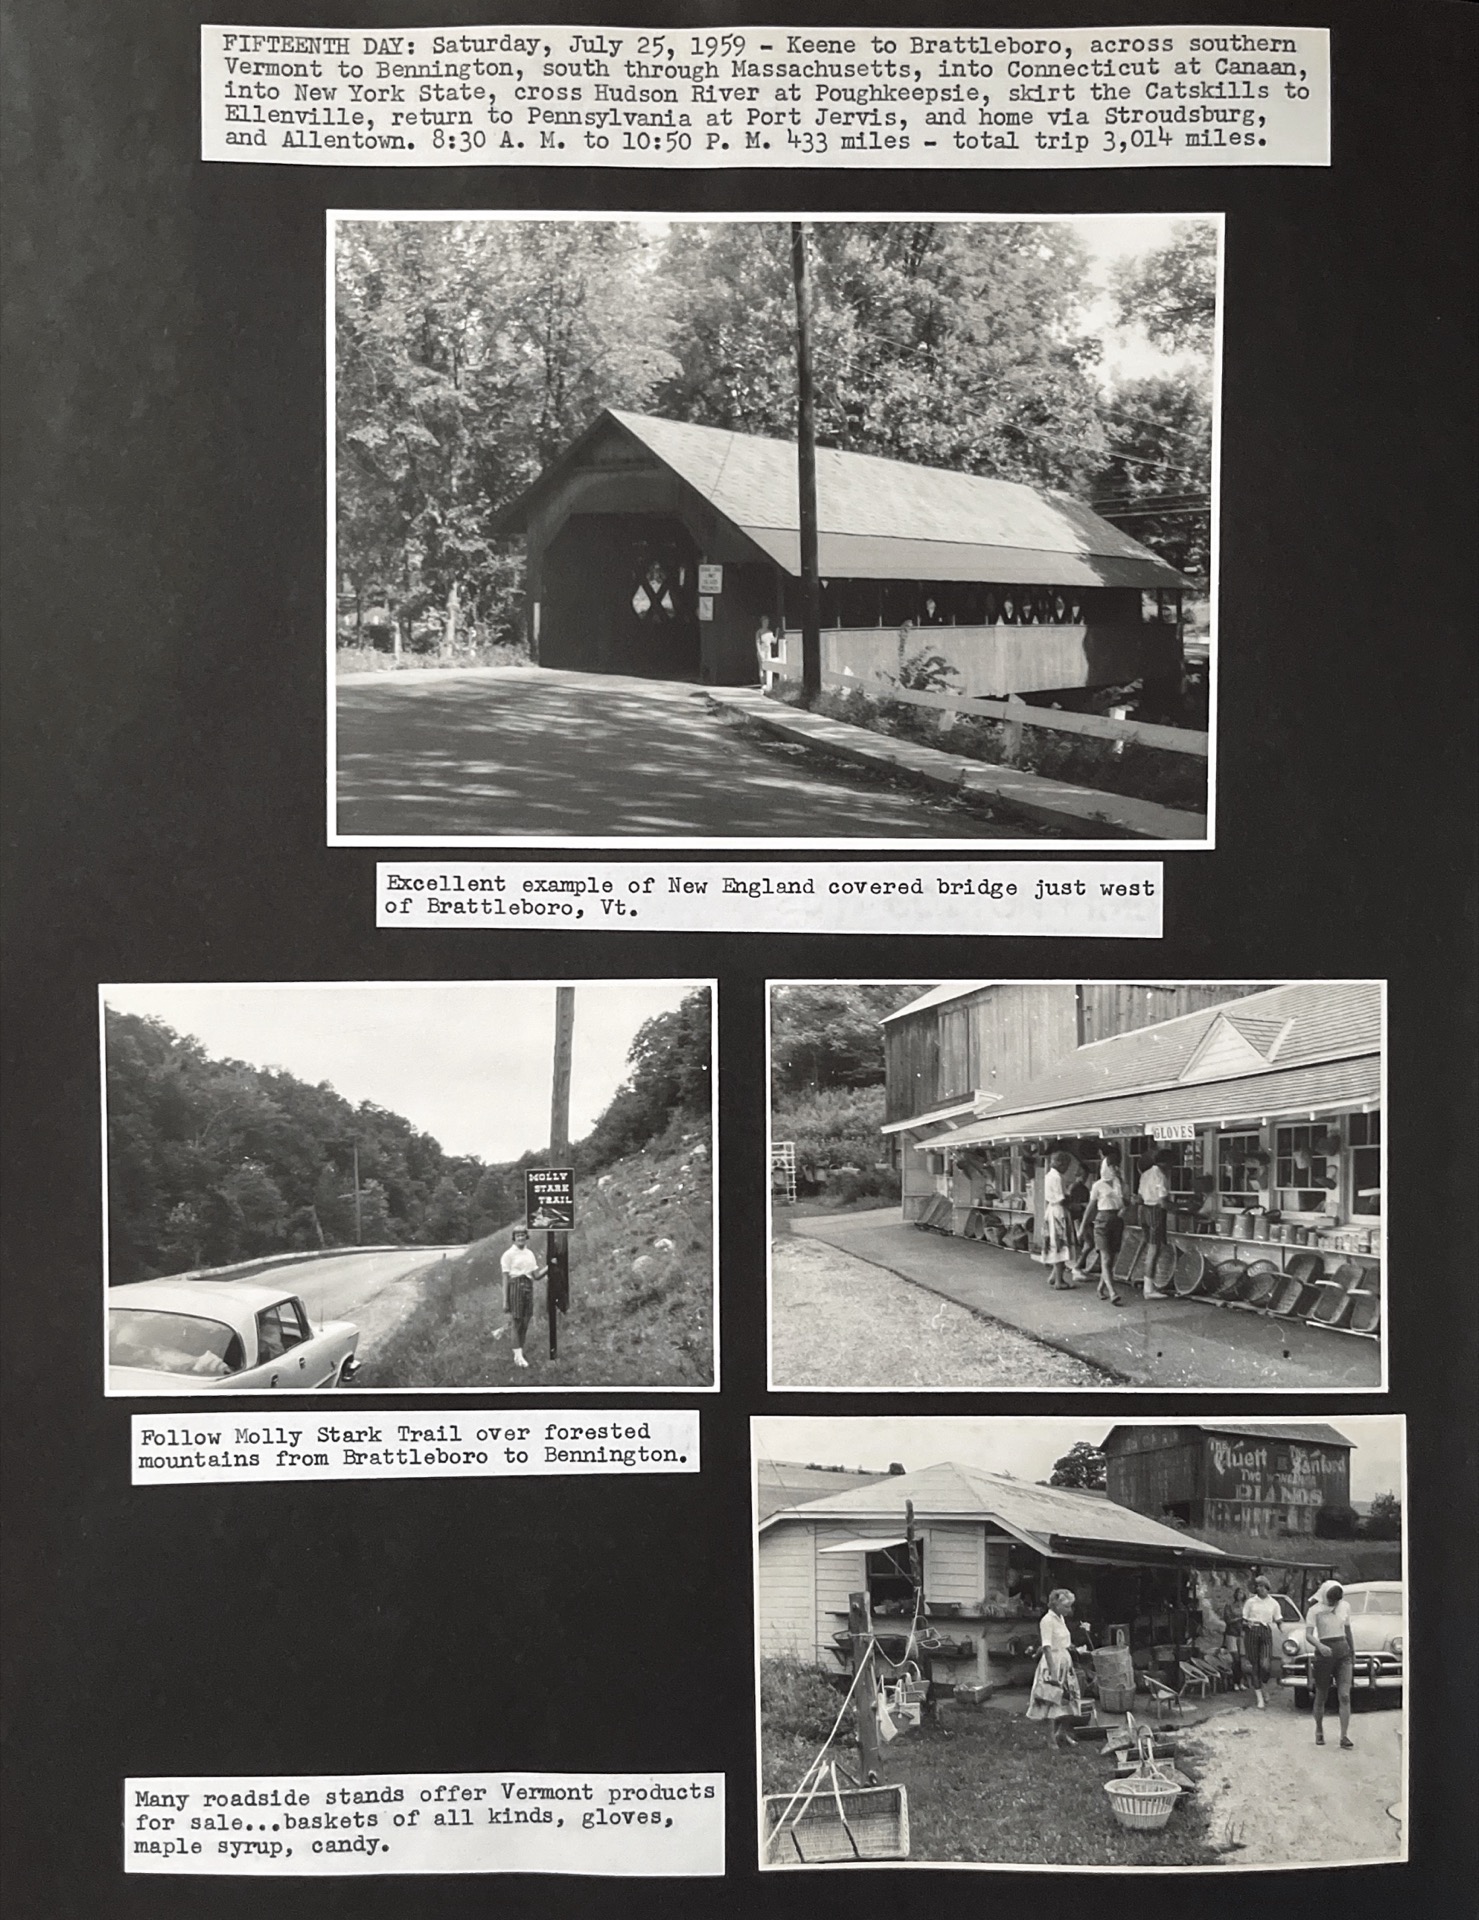 FIFTEENTH DAY: Saturday, July 25, 1959 - Keene to Brattleboro, across southern
Vermont to Bennington, south through Massachusetts, into Connecticut at Canaan,
into New York State, cross Hudson River at Poughkeepsie, skirt the Catskills to
Ellenville, return to Pennsylvania at Port Jervis, and home via Stroudsburg,
and Allentown. 8:30 A. M. to 10:50 P. M. 433 miles - total trip 3,014 miles.
Excellent example of New England covered bridge just west
of Brattleboro, Vt.
MOLLY
STARK
TRAIL
GLOVES
Follow Molly Stark Trail over forested
mountains from Brattleboro to Bennington.
The
PIANOS
Many roadside stands offer Vermont products
for sale...baskets of all kinds, gloves,
maple syrup, candy.